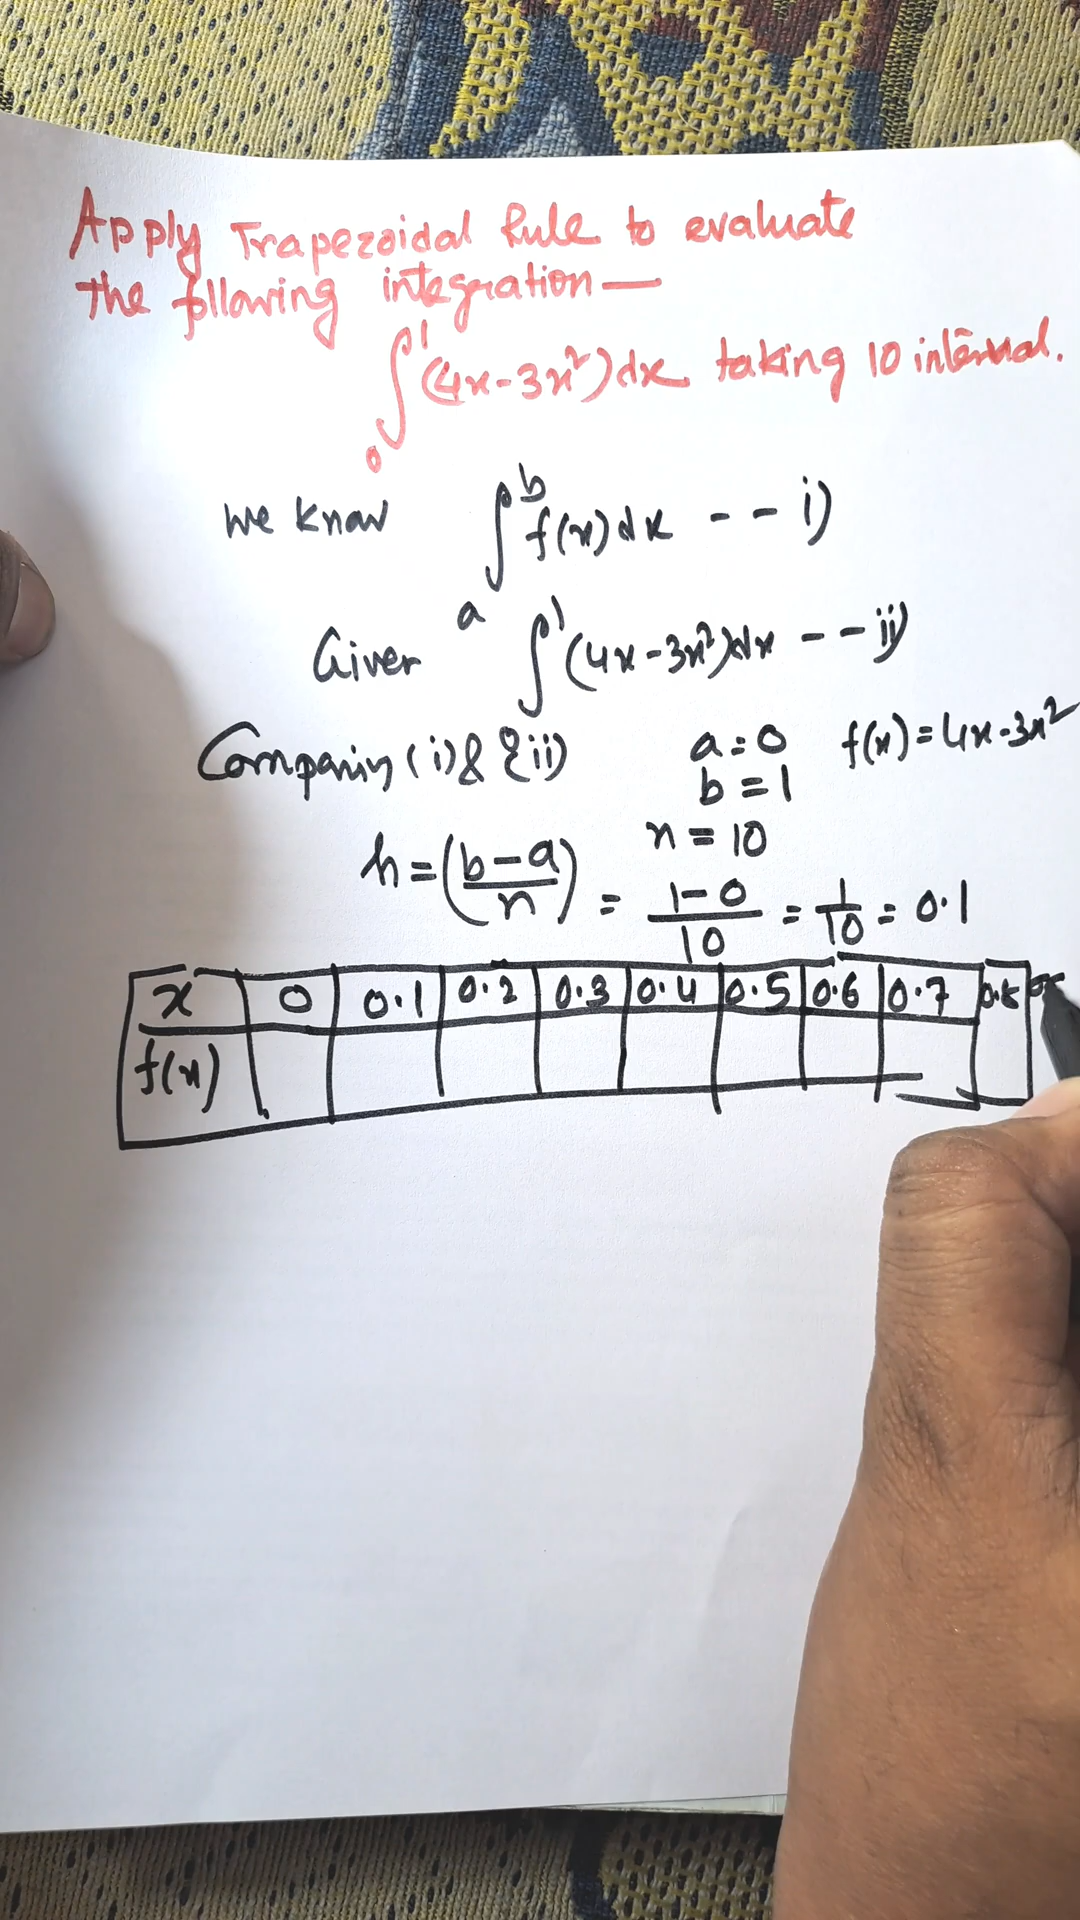 Apply Trapezoidal Rule to evaluate
the following integration—
∫₀¹(4x-3x²)dx taking 10 interval.
we know ∫ₐᵇ f(x)dx -- i)
Given ∫¹(4x-3x²)dx -- ii)
Comparing (i) & (ii) a=0 f(x)=4x-3x²
b=1
n=10
h=((b-a)/n) = (1-0)/10 = 1/10 = 0.1
x 0 0.1 0.2 0.3 0.4 0.5 0.6 0.7 0.8
f(x)